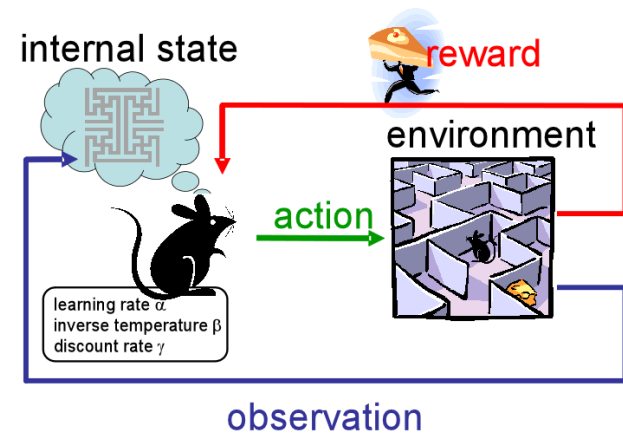 internal state
reward
environment
action
learning rate α
inverse temperature β
discount rate γ
observation